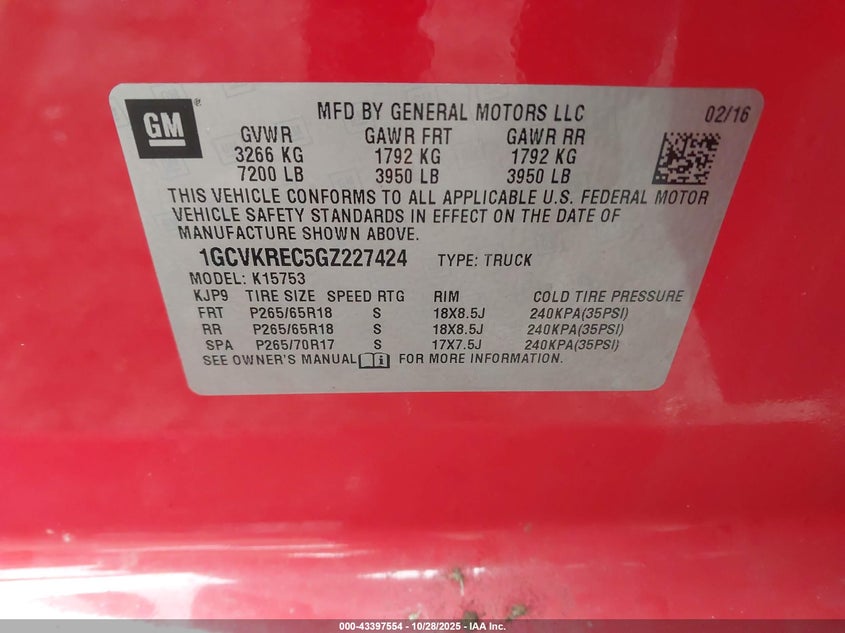 GM ®
MFD BY GENERAL MOTORS LLC 02/16
GVWR GAWR FRT GAWR RR
3266 KG 1792 KG 1792 KG
7200 LB 3950 LB 3950 LB
THIS VEHICLE CONFORMS TO ALL APPLICABLE U.S. FEDERAL MOTOR
VEHICLE SAFETY STANDARDS IN EFFECT ON THE DATE OF
MANUFACTURE SHOWN ABOVE.
1GCVKREC5GZ227424 TYPE: TRUCK
MODEL: K15753
KJP9 TIRE SIZE SPEED RTG RIM COLD TIRE PRESSURE
FRT P265/65R18 S 18X8.5J 240KPA(35PSI)
RR P265/65R18 S 18X8.5J 240KPA(35PSI)
SPA P265/70R17 S 17X7.5J 240KPA(35PSI)
SEE OWNER'S MANUAL i FOR MORE INFORMATION.
000-43397554 | 10/28/2025 - IAA Inc.